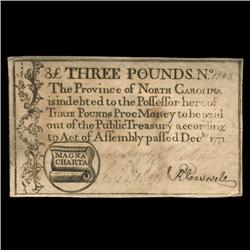 3£ THREE POUNDS. No.
The Province of NORTH CAROLINA
is indebted to the Possessor here of
THREE POUNDS Proc Money to be paid
out of the Public Treasury according
to Act of Assembly passed Decr. 1771
MAGNA
CHARTA